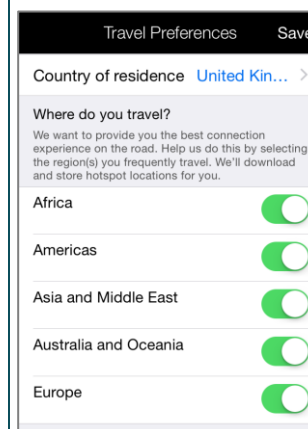 Travel Preferences Save
Country of residence United Kin... >
Where do you travel?
We want to provide you the best connection
experience on the road. Help us do this by selecting
the region(s) you frequently travel. We'll download
and store hotspot locations for you.
Africa
Americas
Asia and Middle East
Australia and Oceania
Europe